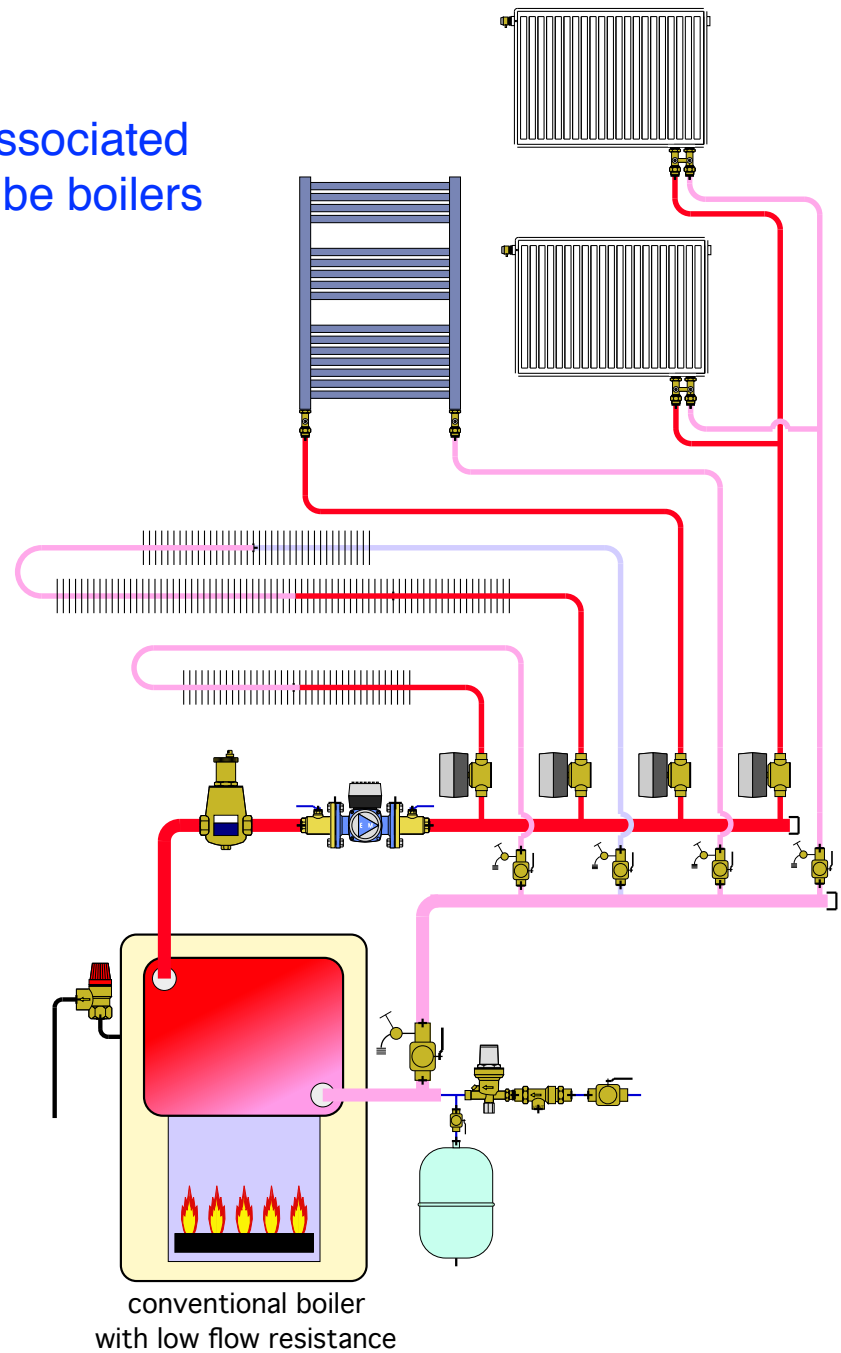 ssociated
be boilers
conventional boiler
with low flow resistance